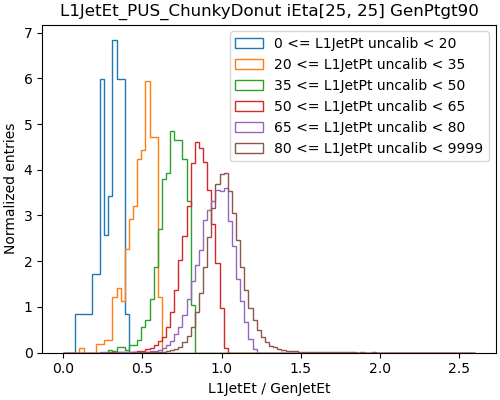 L1JetEt_PUS_ChunkyDonut iEta[25, 25] GenPtgt90
0 <= L1JetPt uncalib < 20
20 <= L1JetPt uncalib < 35
35 <= L1JetPt uncalib < 50
50 <= L1JetPt uncalib < 65
65 <= L1JetPt uncalib < 80
80 <= L1JetPt uncalib < 9999
Normalized entries
7
6
5
4
3
2
1
0
0.0 0.5 1.0 1.5 2.0 2.5
L1JetEt / GenJetEt